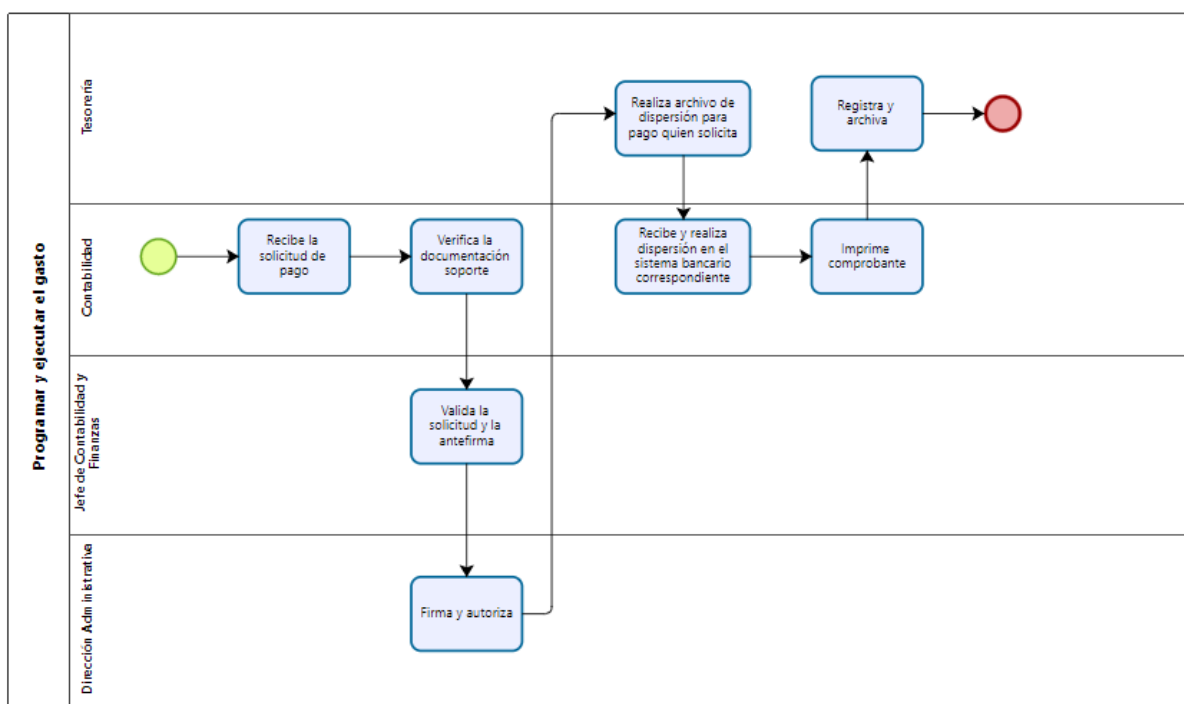 Programar y ejecutar el gasto
Tesorería
Realiza archivo de
dispersión para
pago quien solicita
Registra y
archiva
Contabilidad
Recibe la
solicitud de
pago
Verifica la
documentación
soporte
Recibe y realiza
dispersión en el
sistema bancario
correspondiente
Imprime
comprobante
Jefe de Contabilidad y
Finanzas
Valida la
solicitud y la
antefirma
Dirección Administrativa
Firma y autoriza